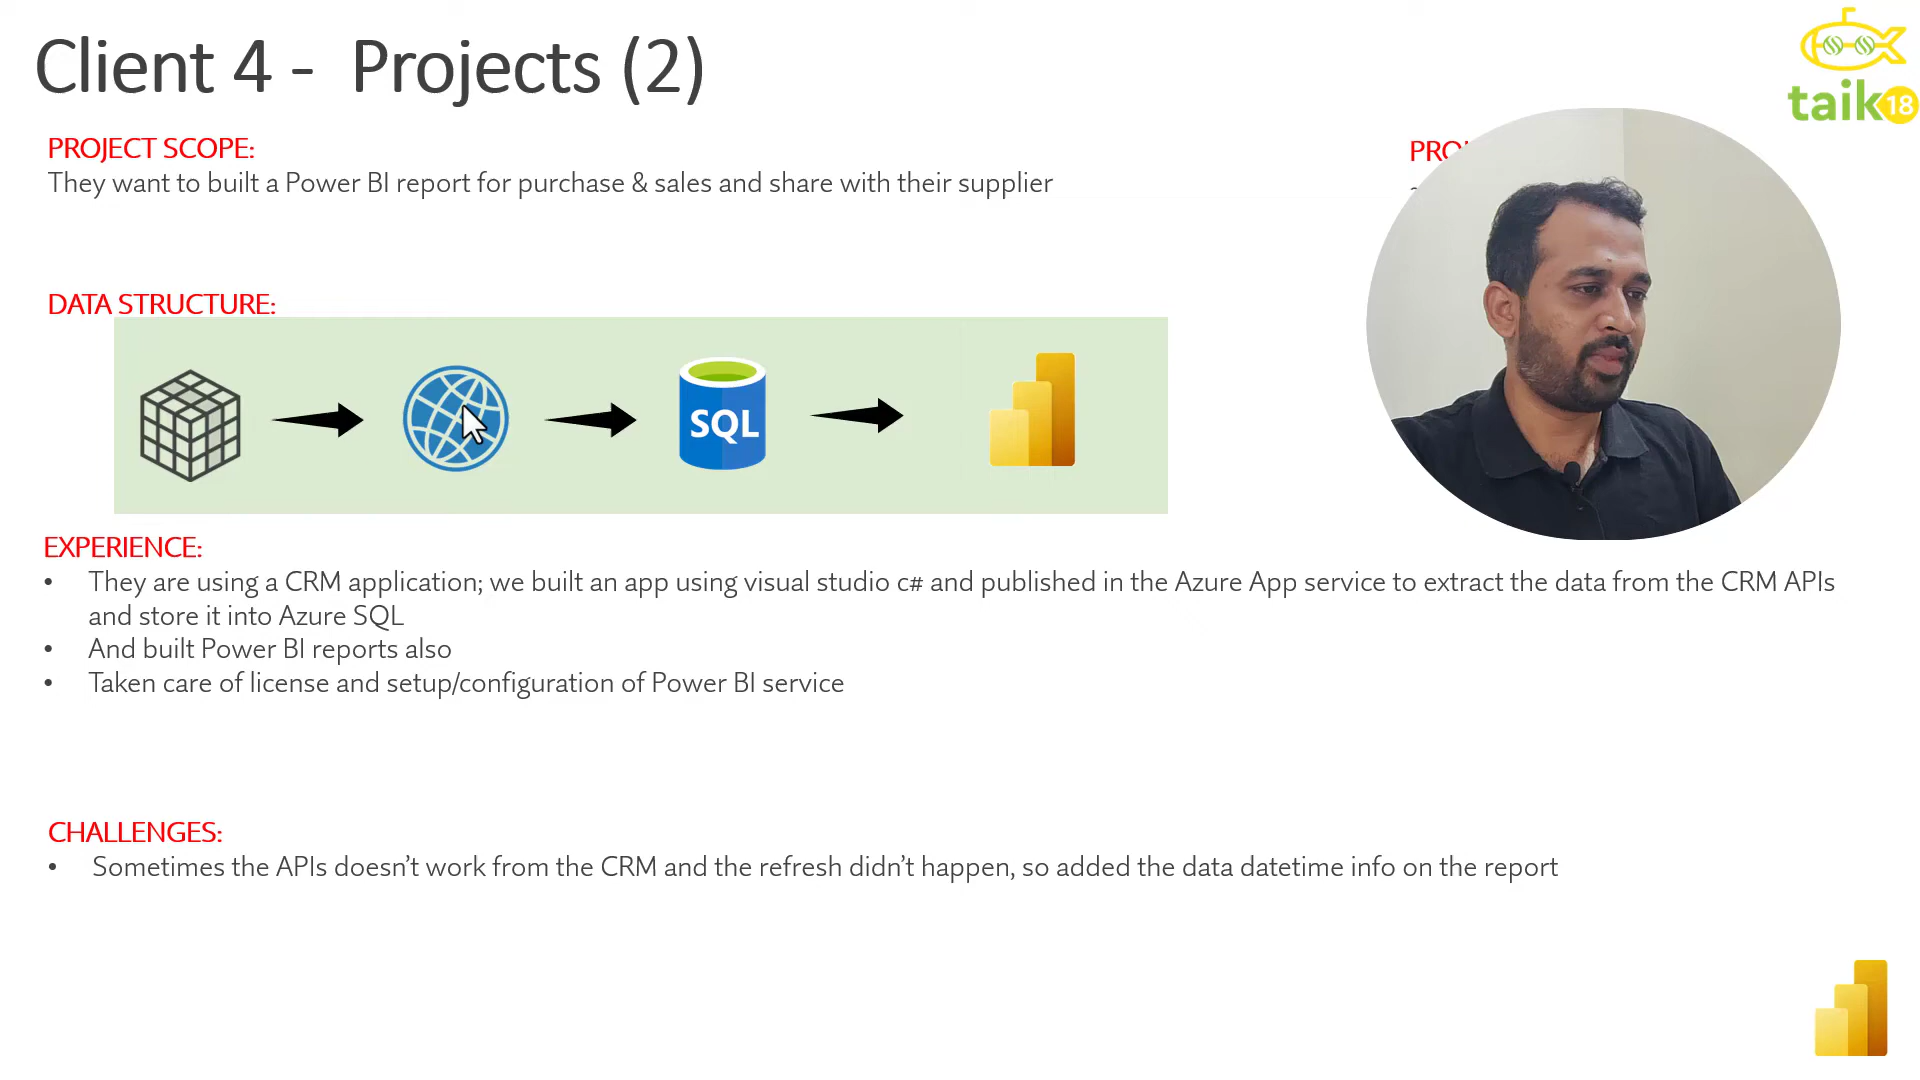 Client 4 - Projects (2)
taik18
PROJECT SCOPE:
They want to built a Power BI report for purchase & sales and share with their supplier
DATA STRUCTURE:
SQL
EXPERIENCE:
• They are using a CRM application; we built an app using visual studio c# and published in the Azure App service to extract the data from the CRM APIs
and store it into Azure SQL
• And built Power BI reports also
• Taken care of license and setup/configuration of Power BI service
CHALLENGES:
• Sometimes the APIs doesn’t work from the CRM and the refresh didn’t happen, so added the data datetime info on the report